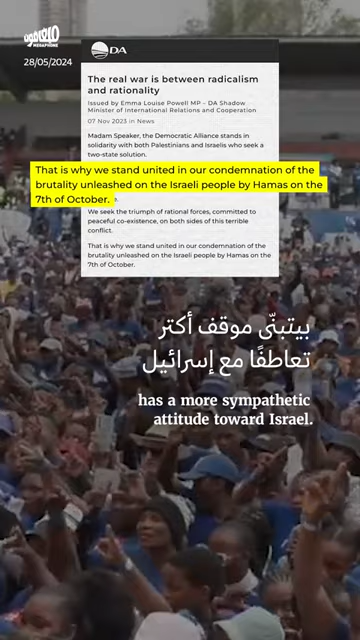 ميغافون
MEGAPHONE
28/05/2024
DA
The real war is between radicalism
and rationality
Issued by Emma Louise Powell MP – DA Shadow
Minister of International Relations and Cooperation
07 Nov 2023 in News
Madam Speaker, the Democratic Alliance stands in
solidarity with both Palestinians and Israelis who seek a
two-state solution.
That is why we stand united in our condemnation of the
brutality unleashed on the Israeli people by Hamas on the
7th of October.
We seek the triumph of rational forces, committed to
peaceful co-existence, on both sides of this terrible
conflict.
That is why we stand united in our condemnation of the
brutality unleashed on the Israeli people by Hamas on the
7th of October.
بيتبنّى موقف أكتر
تعاطفًا مع إسرائيل
has a more sympathetic
attitude toward Israel.